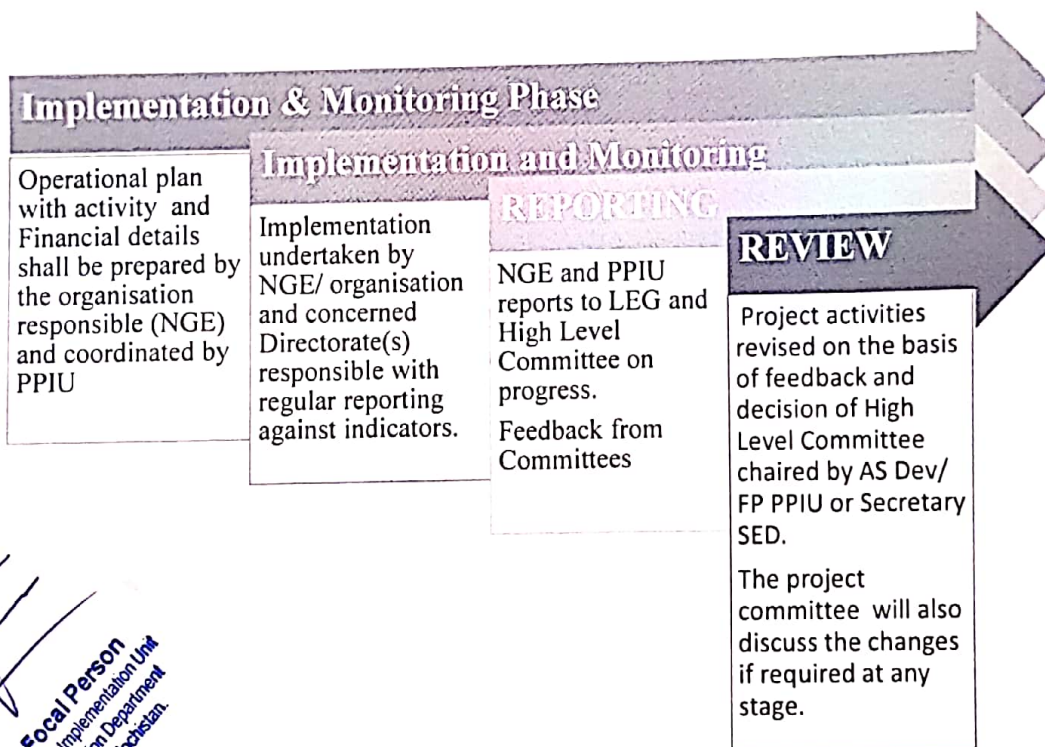 Implementation & Monitoring Phase
Operational plan
with activity and
Financial details
shall be prepared by
the organisation
responsible (NGE)
and coordinated by
PPIU
Implementation and Monitoring
Implementation
undertaken by
NGE/ organisation
and concerned
Directorate(s)
responsible with
regular reporting
against indicators.
REPORTING
NGE and PPIU
reports to LEG and
High Level
Committee on
progress.
Feedback from
Committees
REVIEW
Project activities
revised on the basis
of feedback and
decision of High
Level Committee
chaired by AS Dev/
FP PPIU or Secretary
SED.
The project
committee will also
discuss the changes
if required at any
stage.
Focal Person
Implementation Unit
Department